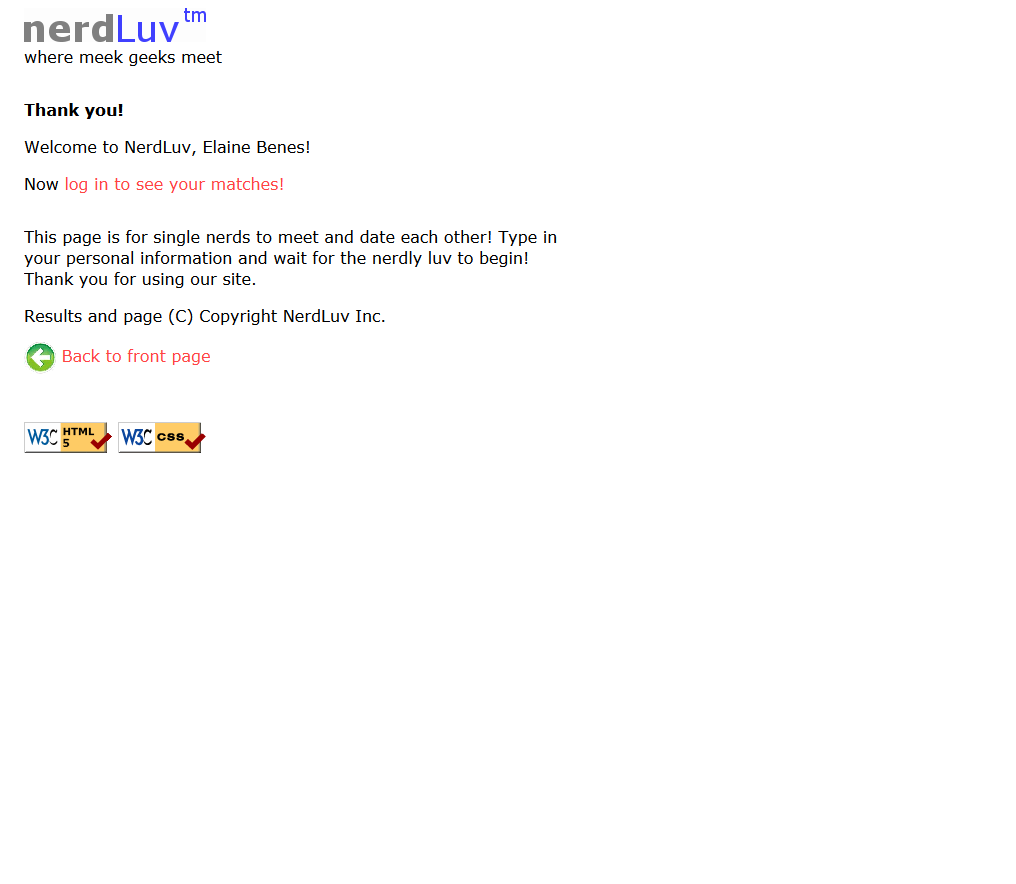 nerdLuv tm
where meek geeks meet
Thank you!
Welcome to NerdLuv, Elaine Benes!
Now log in to see your matches!
This page is for single nerds to meet and date each other! Type in
your personal information and wait for the nerdly luv to begin!
Thank you for using our site.
Results and page (C) Copyright NerdLuv Inc.
Back to front page
W3C HTML 5 W3C css